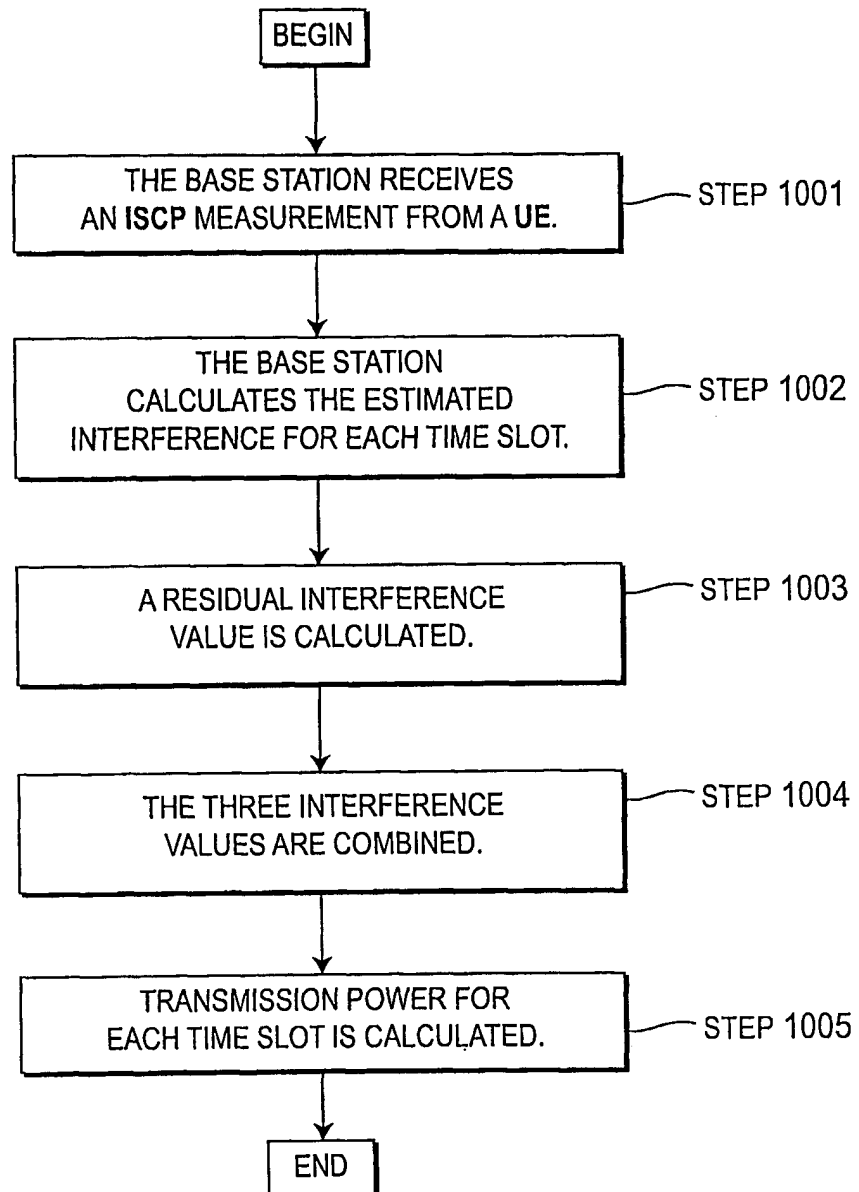 BEGIN
THE BASE STATION RECEIVES
AN ISCP MEASUREMENT FROM A UE.
STEP 1001
THE BASE STATION
CALCULATES THE ESTIMATED
INTERFERENCE FOR EACH TIME SLOT.
STEP 1002
A RESIDUAL INTERFERENCE
VALUE IS CALCULATED.
STEP 1003
THE THREE INTERFERENCE
VALUES ARE COMBINED.
STEP 1004
TRANSMISSION POWER FOR
EACH TIME SLOT IS CALCULATED.
STEP 1005
END